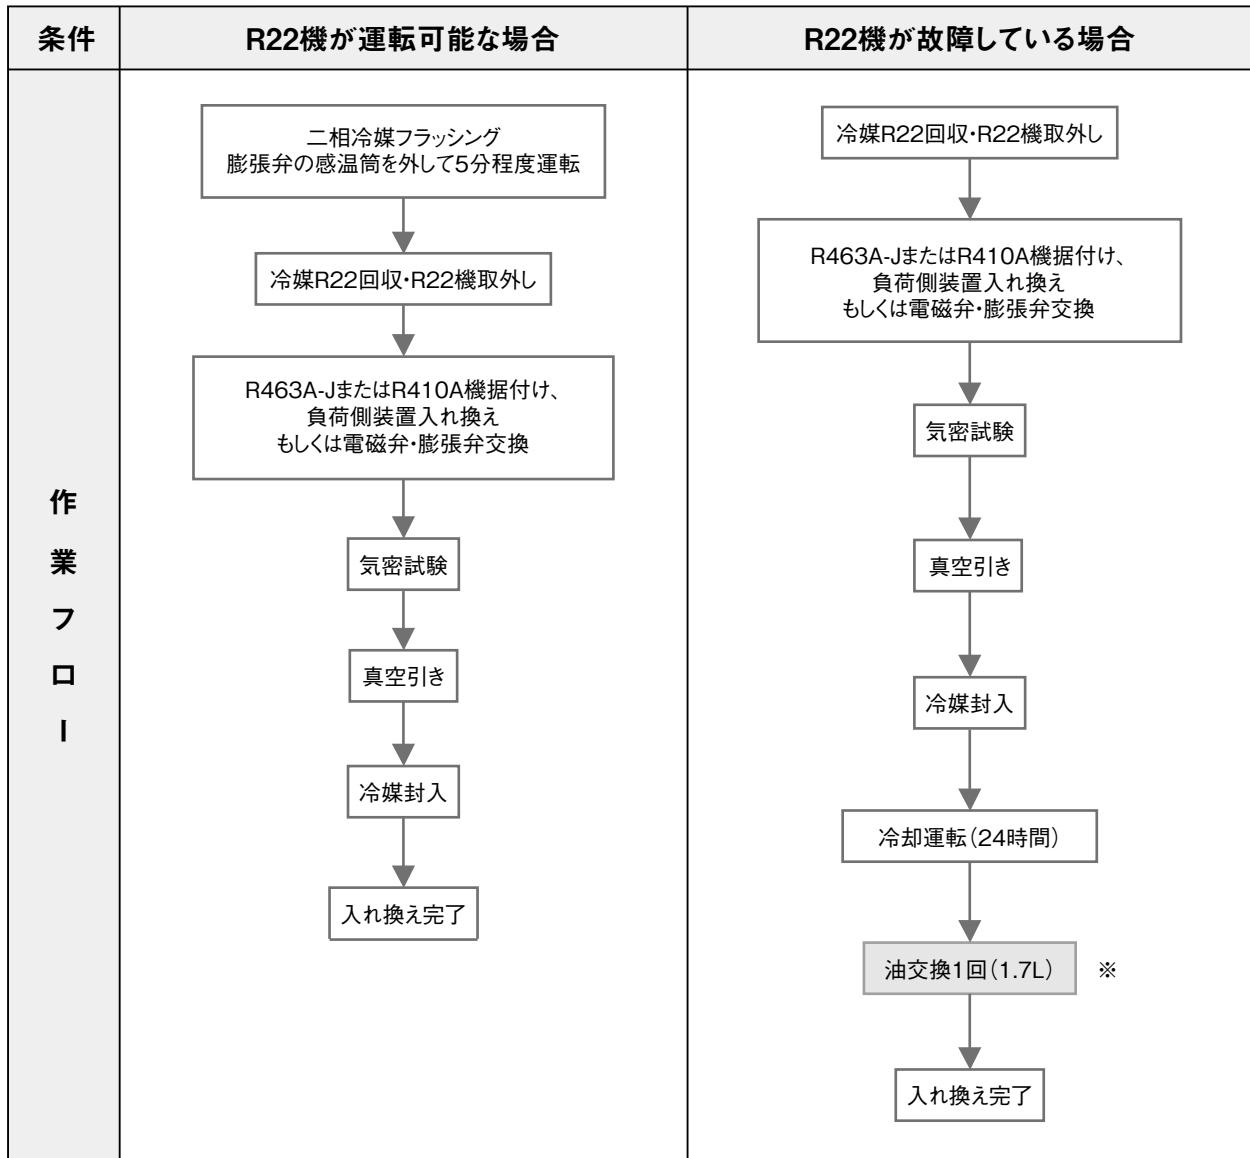 条件
R22機が運転可能な場合
R22機が故障している場合
作業フロー
二相冷媒フラッシング
膨張弁の感温筒を外して5分程度運転
冷媒R22回収・R22機取外し
R463A-JまたはR410A機据付け、
負荷側装置入れ換え
もしくは電磁弁・膨張弁交換
気密試験
真空引き
冷媒封入
入れ換え完了
冷媒R22回収・R22機取外し
R463A-JまたはR410A機据付け、
負荷側装置入れ換え
もしくは電磁弁・膨張弁交換
気密試験
真空引き
冷媒封入
冷却運転（24時間）
油交換1回（1.7L） ※
入れ換え完了